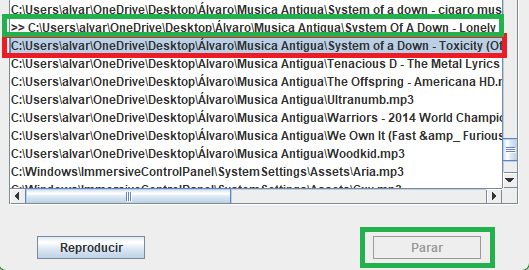 C:\Users\alvar\OneDrive\Desktop\Álvaro\Musica Antigua\System of a down - cigaro mus
>> C:\Users\alvar\OneDrive\Desktop\Álvaro\Musica Antigua\System Of A Down - Lonely
C:\Users\alvar\OneDrive\Desktop\Álvaro\Musica Antigua\System of a Down - Toxicity (Of
C:\Users\alvar\OneDrive\Desktop\Álvaro\Musica Antigua\Tenacious D - The Metal Lyrics
C:\Users\alvar\OneDrive\Desktop\Álvaro\Musica Antigua\The Offspring - Americana HD.m
C:\Users\alvar\OneDrive\Desktop\Álvaro\Musica Antigua\Ultranumb.mp3
C:\Users\alvar\OneDrive\Desktop\Álvaro\Musica Antigua\Warriors - 2014 World Champio
C:\Users\alvar\OneDrive\Desktop\Álvaro\Musica Antigua\We Own It (Fast &amp_ Furious
C:\Users\alvar\OneDrive\Desktop\Álvaro\Musica Antigua\Woodkid.mp3
C:\Windows\ImmersiveControlPanel\SystemSettings\Assets\Aria.mp3
C:\Windows\ImmersiveControlPanel\SystemSettings\Assets\Guy.mp3
Reproducir
Parar